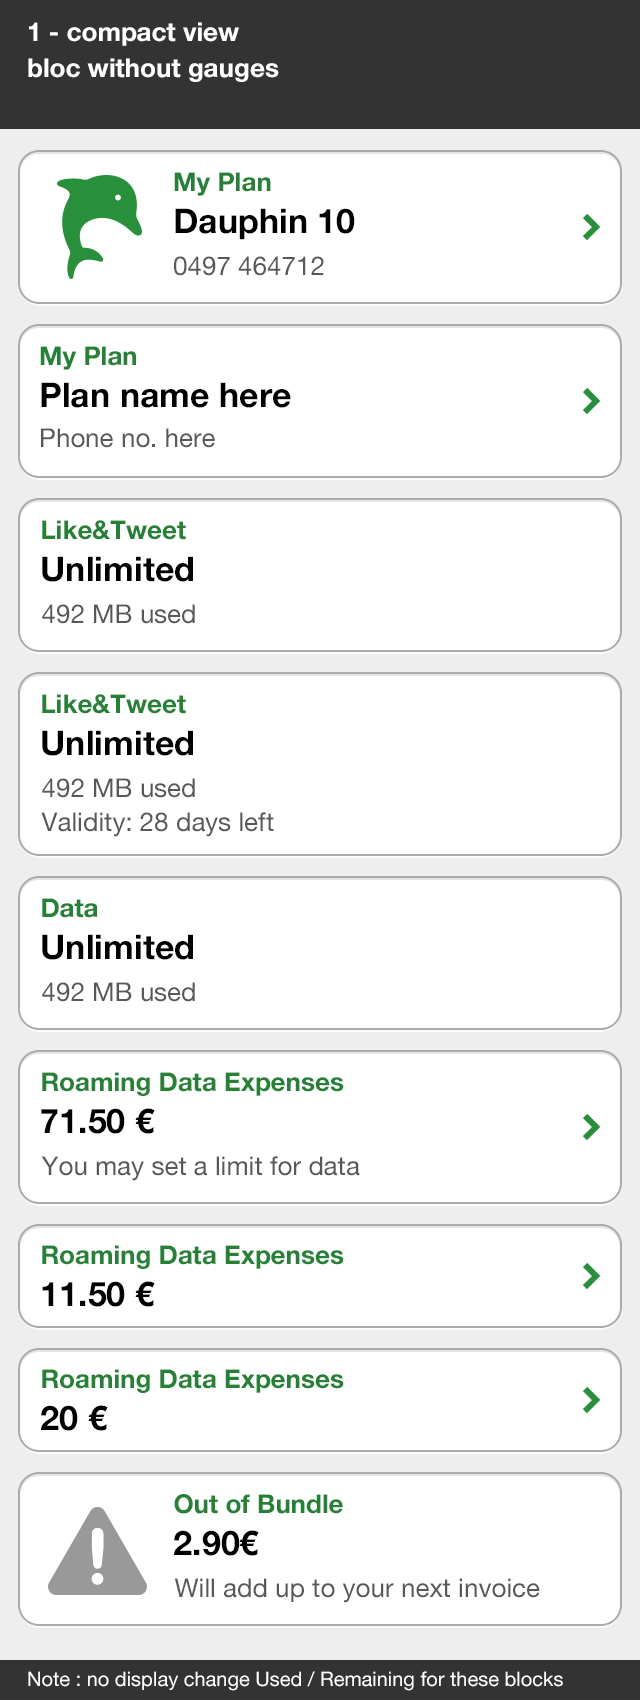 1 - compact view
bloc without gauges
My Plan
Dauphin 10
0497 464712
My Plan
Plan name here
Phone no. here
Like&Tweet
Unlimited
492 MB used
Like&Tweet
Unlimited
492 MB used
Validity: 28 days left
Data
Unlimited
492 MB used
Roaming Data Expenses
71.50 €
You may set a limit for data
Roaming Data Expenses
11.50 €
Roaming Data Expenses
20 €
Out of Bundle
2.90€
Will add up to your next invoice
Note : no display change Used / Remaining for these blocks